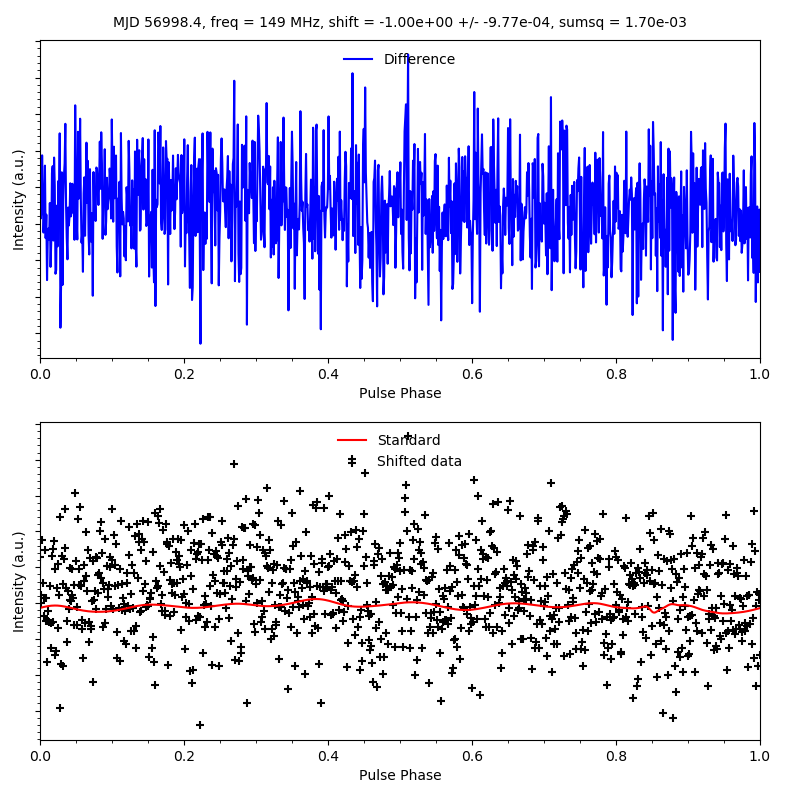 MJD 56998.4, freq = 149 MHz, shift = -1.00e+00 +/- -9.77e-04, sumsq = 1.70e-03
Difference
Intensity (a.u.)
0.0 0.2 0.4 0.6 0.8 1.0
Pulse Phase
Standard
Shifted data
Intensity (a.u.)
0.0 0.2 0.4 0.6 0.8 1.0
Pulse Phase